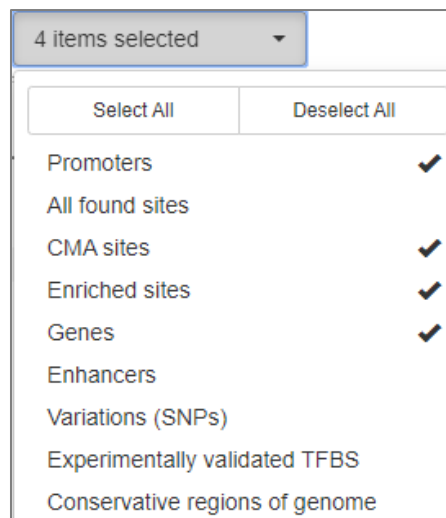 4 items selected
Select All Deselect All
Promoters
All found sites
CMA sites
Enriched sites
Genes
Enhancers
Variations (SNPs)
Experimentally validated TFBS
Conservative regions of genome